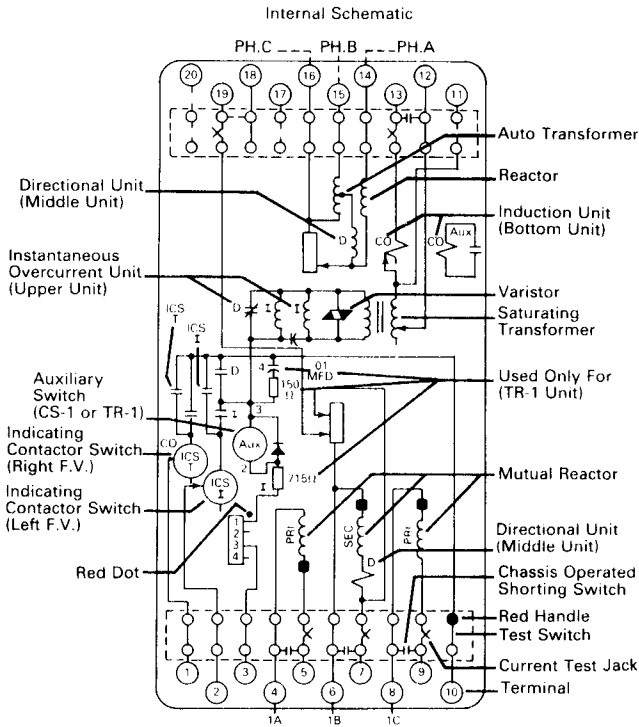 Internal Schematic
PH.C
PH.B
PH.A
20
19
18
17
16
15
14
13
12
11
Auto Transformer
Reactor
Directional Unit
(Middle Unit)
D
CO
CO
Aux
Induction Unit
(Bottom Unit)
Instantaneous
Overcurrent Unit
(Upper Unit)
D
I
I
Varistor
Saturating
Transformer
ICS
T
ICS
I
D
4
.01
MFD
150
Ω
Used Only For
(TR-1 Unit)
Auxiliary
Switch
(CS-1 or TR-1)
I
3
Aux
2
Indicating
Contactor Switch
(Right F.V.)
CO
ICS
T
ICS
I
I
715Ω
Mutual Reactor
Indicating
Contactor Switch
(Left F.V.)
1
2
3
4
PRI
SEC
PRI
D
Directional Unit
(Middle Unit)
Red Dot
Chassis Operated
Shorting Switch
Red Handle
Test Switch
Current Test Jack
Terminal
1
2
3
4
5
6
7
8
9
10
1A
1B
1C